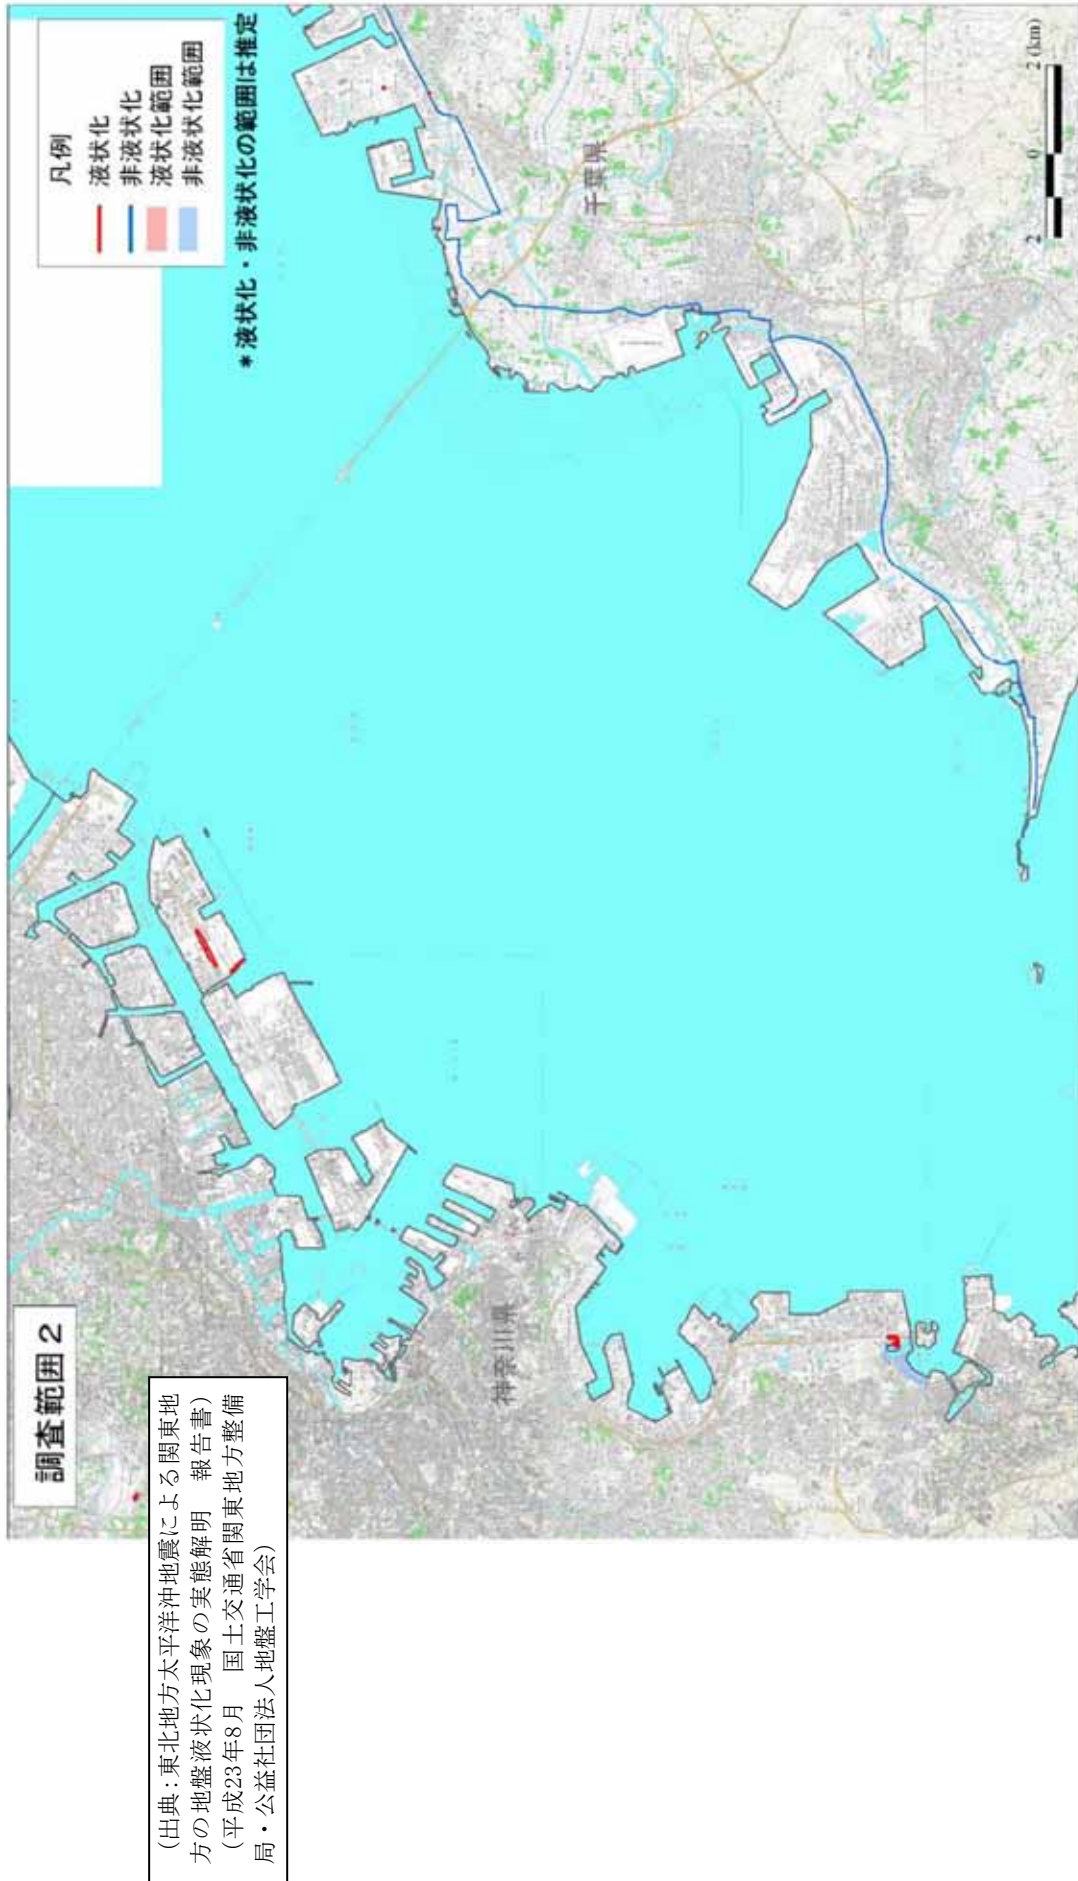 調査範囲2
凡例
液状化
非液状化
液状化範囲
非液状化範囲
*液状化・非液状化の範囲は推定
千葉県
神奈川県
2 0 2(km)
(出典:東北地方太平洋沖地震による関東地
方の地盤液状化現象の実態解明 報告書)
(平成23年8月 国土交通省関東地方整備
局・公益社団法人地盤工学会)